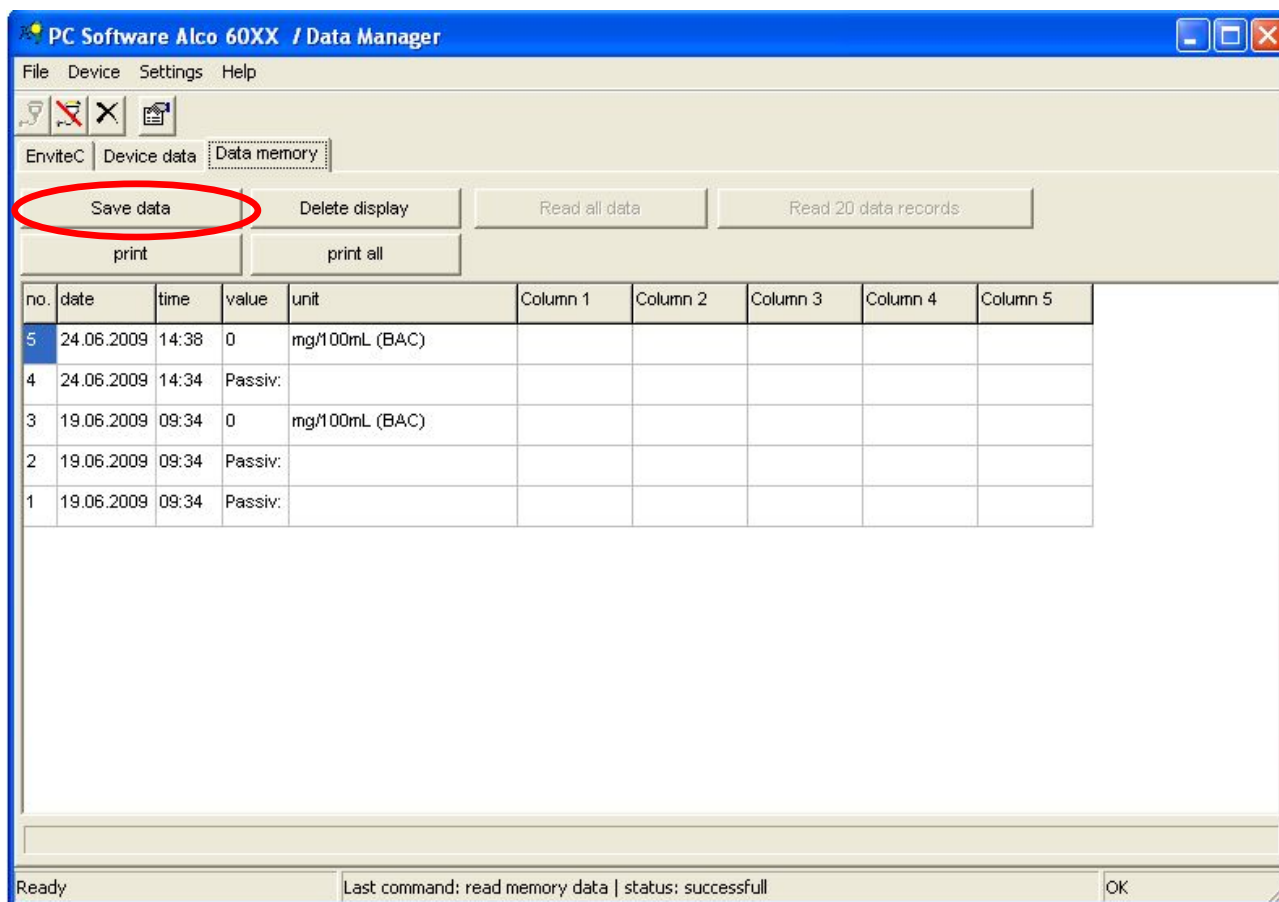 PC Software Alco 60XX / Data Manager
File Device Settings Help
EnviteC Device data Data memory
Save data Delete display Read all data Read 20 data records
print print all
no. date time value unit Column 1 Column 2 Column 3 Column 4 Column 5
5 24.06.2009 14:38 0 mg/100mL (BAC)
4 24.06.2009 14:34 Passiv:
3 19.06.2009 09:34 0 mg/100mL (BAC)
2 19.06.2009 09:34 Passiv:
1 19.06.2009 09:34 Passiv:
Ready Last command: read memory data | status: successfull OK